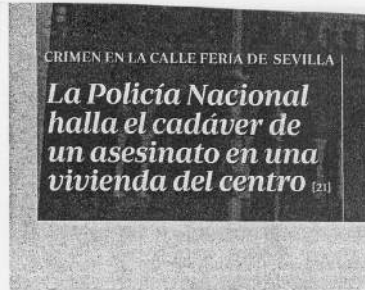 CRIMEN EN LA CALLE FERIA DE SEVILLA
La Policía Nacional
halla el cadáver de
un asesinato en una
vivienda del centro [21]